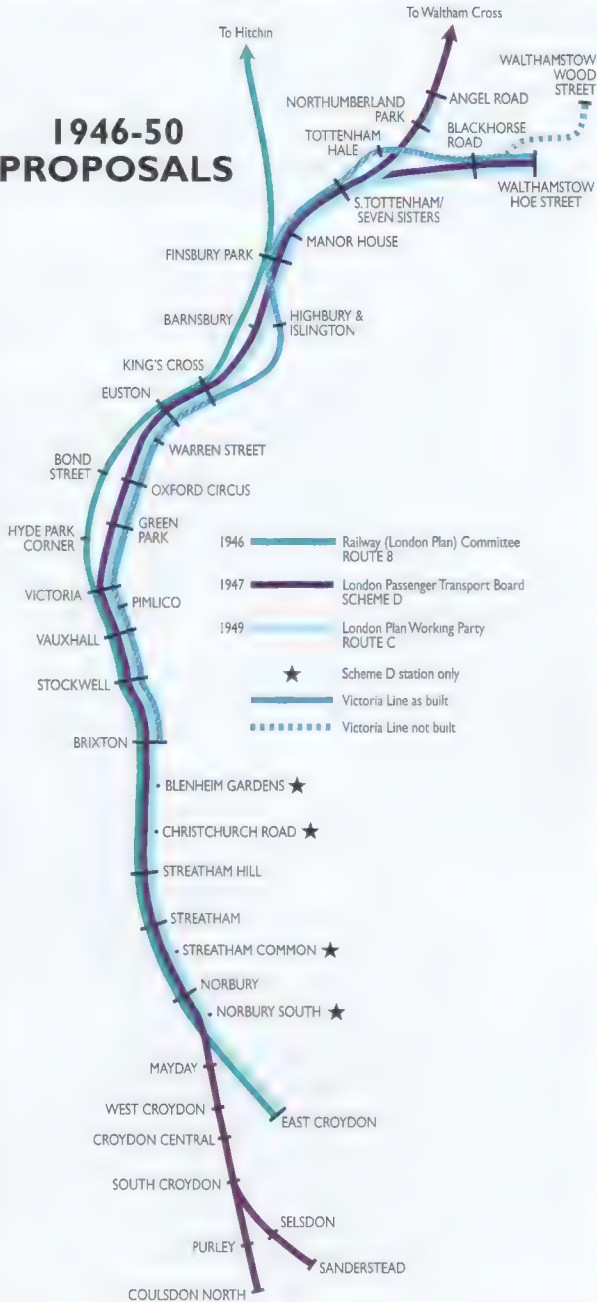 To Waltham Cross
To Hitchin
WALTHAMSTOW
WOOD
STREET
1946-50
PROPOSALS
NORTHUMBERLAND
PARK
ANGEL ROAD
TOTTENHAM
HALE
BLACKHORSE
ROAD
WALTHAMSTOW
HOE STREET
S. TOTTENHAM/
SEVEN SISTERS
MANOR HOUSE
FINSBURY PARK
BARNSBURY
HIGHBURY &
ISLINGTON
KING'S CROSS
EUSTON
WARREN STREET
BOND
STREET
OXFORD CIRCUS
HYDE PARK
CORNER
GREEN
PARK
1946
Railway (London Plan) Committee
ROUTE 8
1947
London Passenger Transport Board
SCHEME D
1949
London Plan Working Party
ROUTE C
★ Scheme D station only
Victoria Line as built
Victoria Line not built
VICTORIA
PIMLICO
VAUXHALL
STOCKWELL
BRIXTON
BLENHEIM GARDENS ★
CHRISTCHURCH ROAD ★
STREATHAM HILL
STREATHAM
STREATHAM COMMON ★
NORBURY
NORBURY SOUTH ★
MAYDAY
WEST CROYDON
EAST CROYDON
CROYDON CENTRAL
SOUTH CROYDON
SELSDON
PURLEY
SANDERSTEAD
COULSDON NORTH